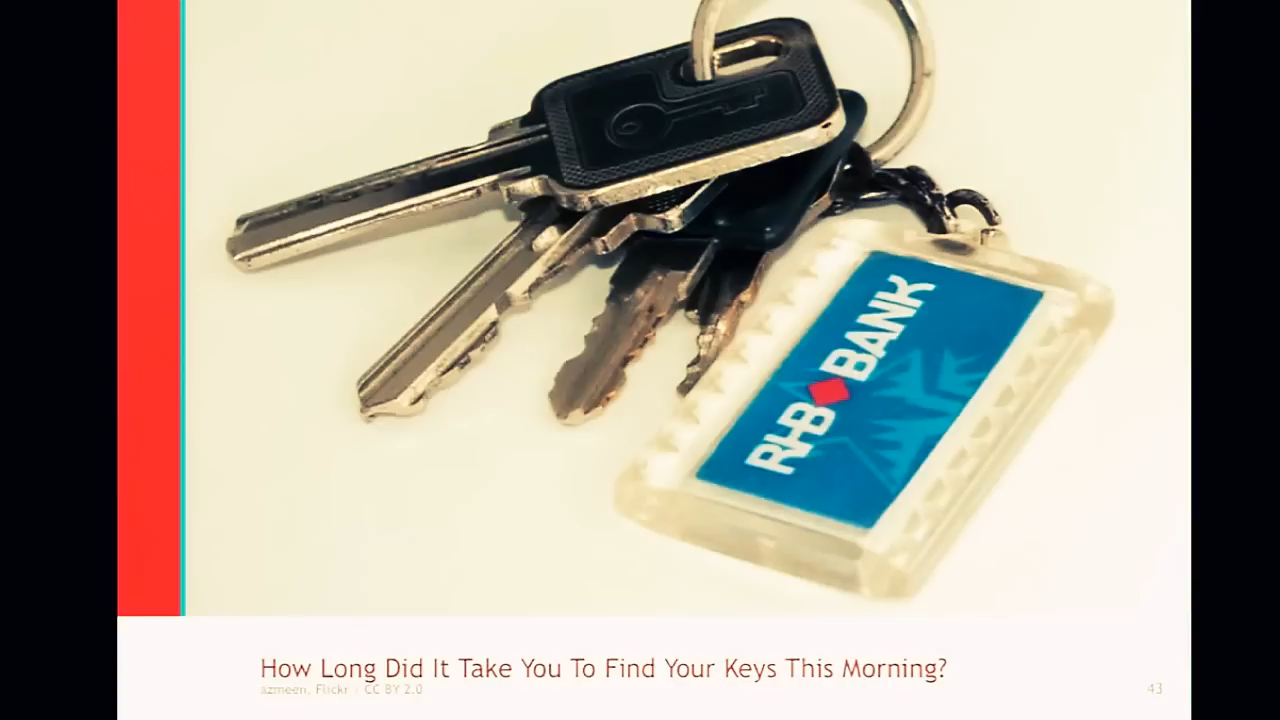 RHB BANK
How Long Did It Take You To Find Your Keys This Morning?
azmeen, Flickr - CC BY 2.0
43